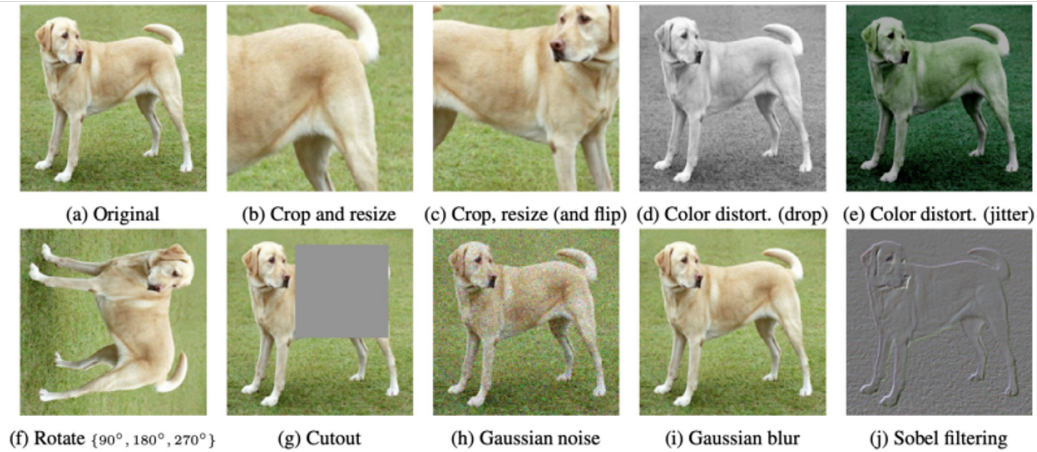 (a) Original
(b) Crop and resize
(c) Crop, resize (and flip)
(d) Color distort. (drop)
(e) Color distort. (jitter)
(f) Rotate {90°, 180°, 270°}
(g) Cutout
(h) Gaussian noise
(i) Gaussian blur
(j) Sobel filtering